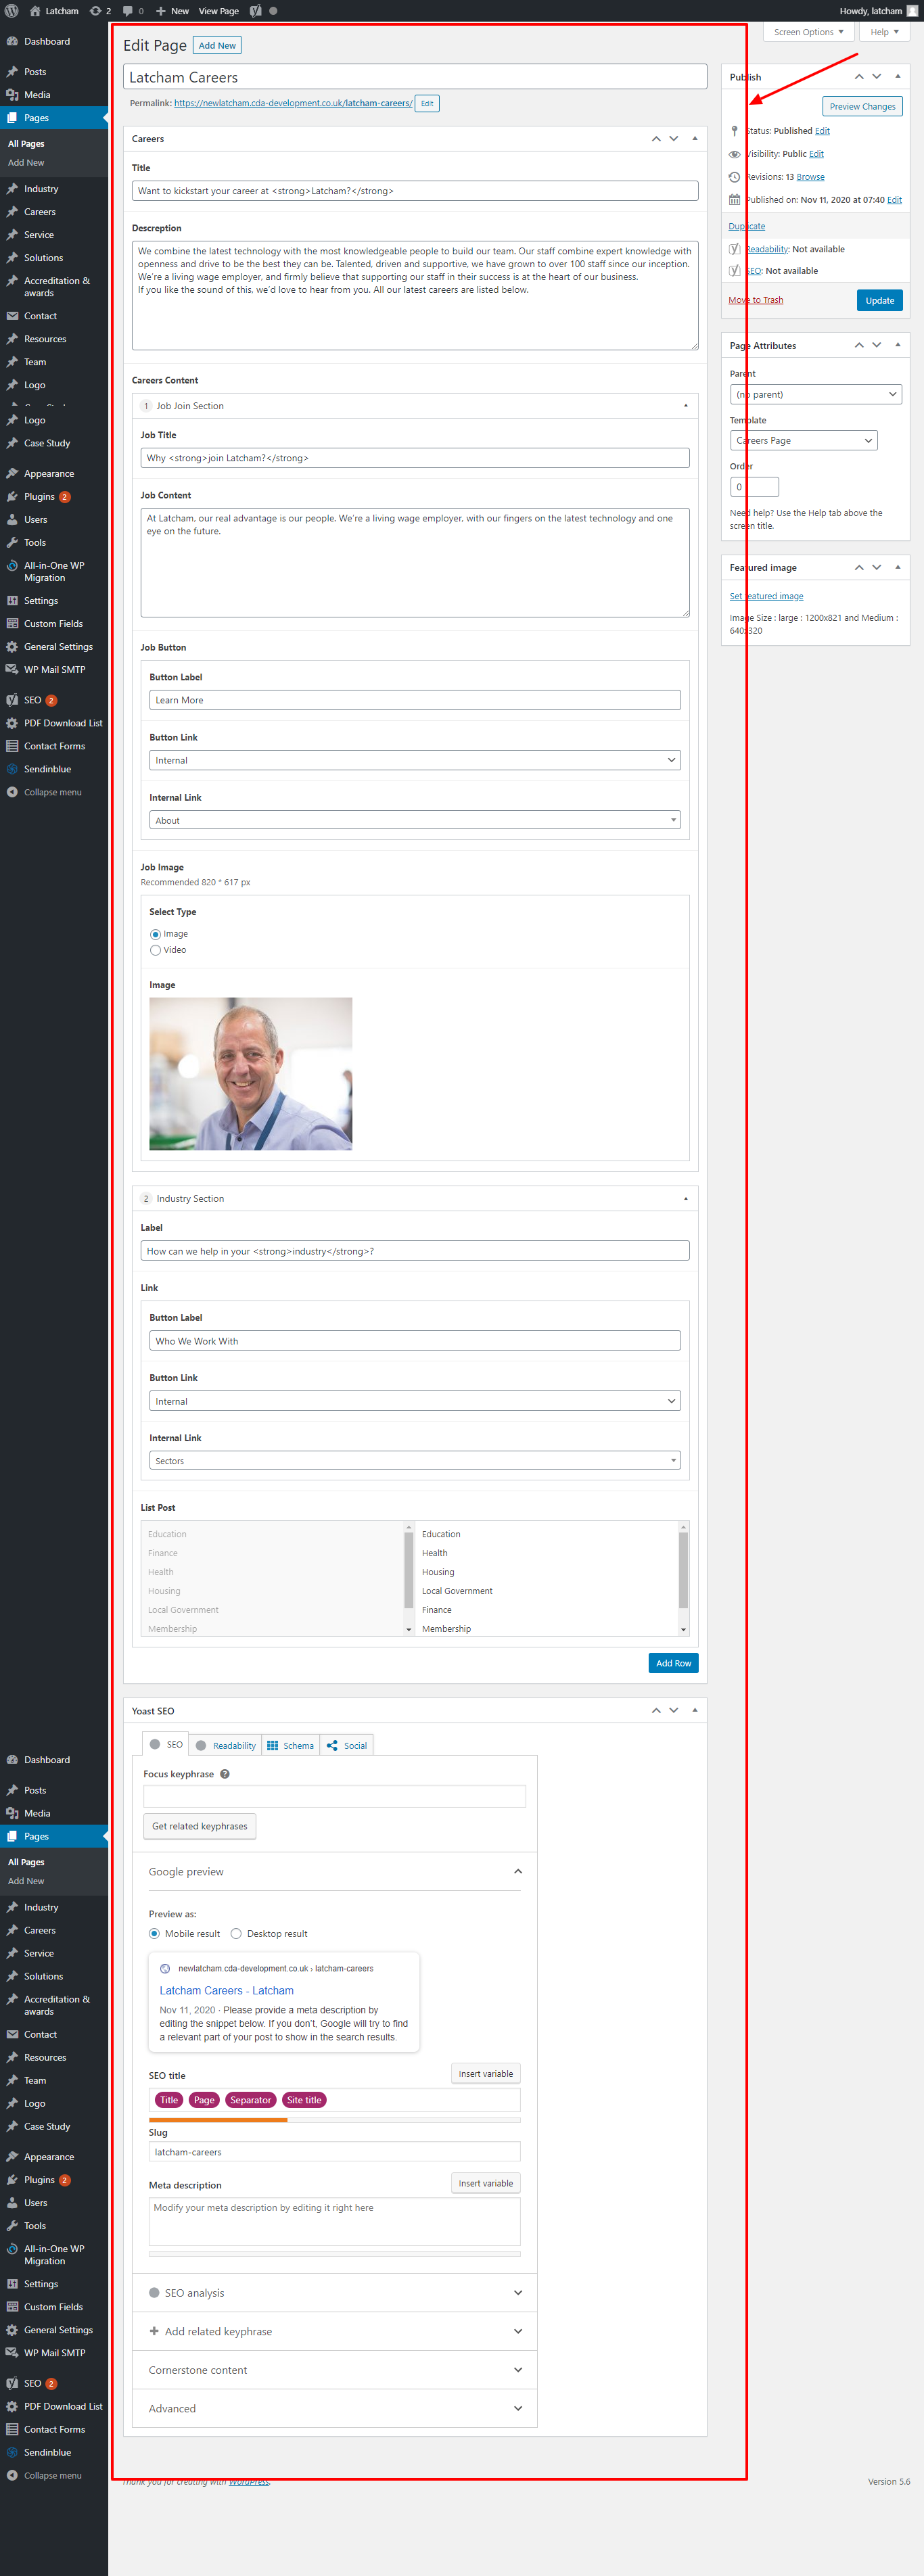 Latcham 2 0 New View Page
Howdy, latcham
Screen Options
Help
Dashboard
Posts
Media
Pages
All Pages
Add New
Industry
Careers
Service
Solutions
Accreditation &
awards
Contact
Resources
Team
Logo
Logo
Case Study
Appearance
Plugins 2
Users
Tools
All-in-One WP
Migration
Settings
Custom Fields
General Settings
WP Mail SMTP
SEO 2
PDF Download List
Contact Forms
Sendinblue
Collapse menu
Edit Page Add New
Latcham Careers
Permalink: https://newlatcham.cda-development.co.uk/latcham-careers/ Edit
Careers
Title
Want to kickstart your career at <strong>Latcham?</strong>
Descreption
We combine the latest technology with the most knowledgeable people to build our team. Our staff combine expert knowledge with
openness and drive to be the best they can be. Talented, driven and supportive, we have grown to over 100 staff since our inception.
We're a living wage employer, and firmly believe that supporting our staff in their success is at the heart of our business.
If you like the sound of this, we'd love to hear from you. All our latest careers are listed below.
Careers Content
1 Job Join Section
Job Title
Why <strong>join Latcham?</strong>
Job Content
At Latcham, our real advantage is our people. We're a living wage employer, with our fingers on the latest technology and one
eye on the future.
Job Button
Button Label
Learn More
Button Link
Internal
Internal Link
About
Job Image
Recommended 820 * 617 px
Select Type
Image
Video
Image
2 Industry Section
Label
How can we help in your <strong>industry</strong>?
Link
Button Label
Who We Work With
Button Link
Internal
Internal Link
Sectors
List Post
Education
Finance
Health
Housing
Local Government
Membership
Education
Health
Housing
Local Government
Finance
Membership
Add Row
Yoast SEO
SEO Readability Schema Social
Focus keyphrase
Get related keyphrases
Google preview
Preview as:
Mobile result Desktop result
newlatcham.cda-development.co.uk › latcham-careers
Latcham Careers - Latcham
Nov 11, 2020 · Please provide a meta description by
editing the snippet below. If you don't, Google will try to find
a relevant part of your post to show in the search results.
SEO title
Insert variable
Title Page Separator Site title
Slug
latcham-careers
Meta description
Insert variable
Modify your meta description by editing it right here
SEO analysis
Add related keyphrase
Cornerstone content
Advanced
Publish
Preview Changes
Status: Published Edit
Visibility: Public Edit
Revisions: 13 Browse
Published on: Nov 11, 2020 at 07:40 Edit
Duplicate
Readability: Not available
SEO: Not available
Move to Trash
Update
Page Attributes
Parent
(no parent)
Template
Careers Page
Order
0
Need help? Use the Help tab above the
screen title.
Featured image
Set featured image
Image Size : large : 1200x821 and Medium :
640x320
Dashboard
Posts
Media
Pages
All Pages
Add New
Industry
Careers
Service
Solutions
Accreditation &
awards
Contact
Resources
Team
Logo
Case Study
Appearance
Plugins 2
Users
Tools
All-in-One WP
Migration
Settings
Custom Fields
General Settings
WP Mail SMTP
SEO 2
PDF Download List
Contact Forms
Sendinblue
Collapse menu
Thank you for creating with WordPress.
Version 5.6